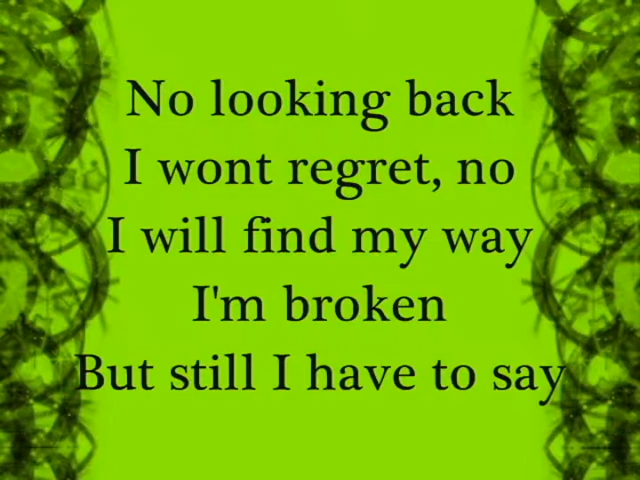 No looking back
I wont regret, no
I will find my way
I'm broken
But still I have to say